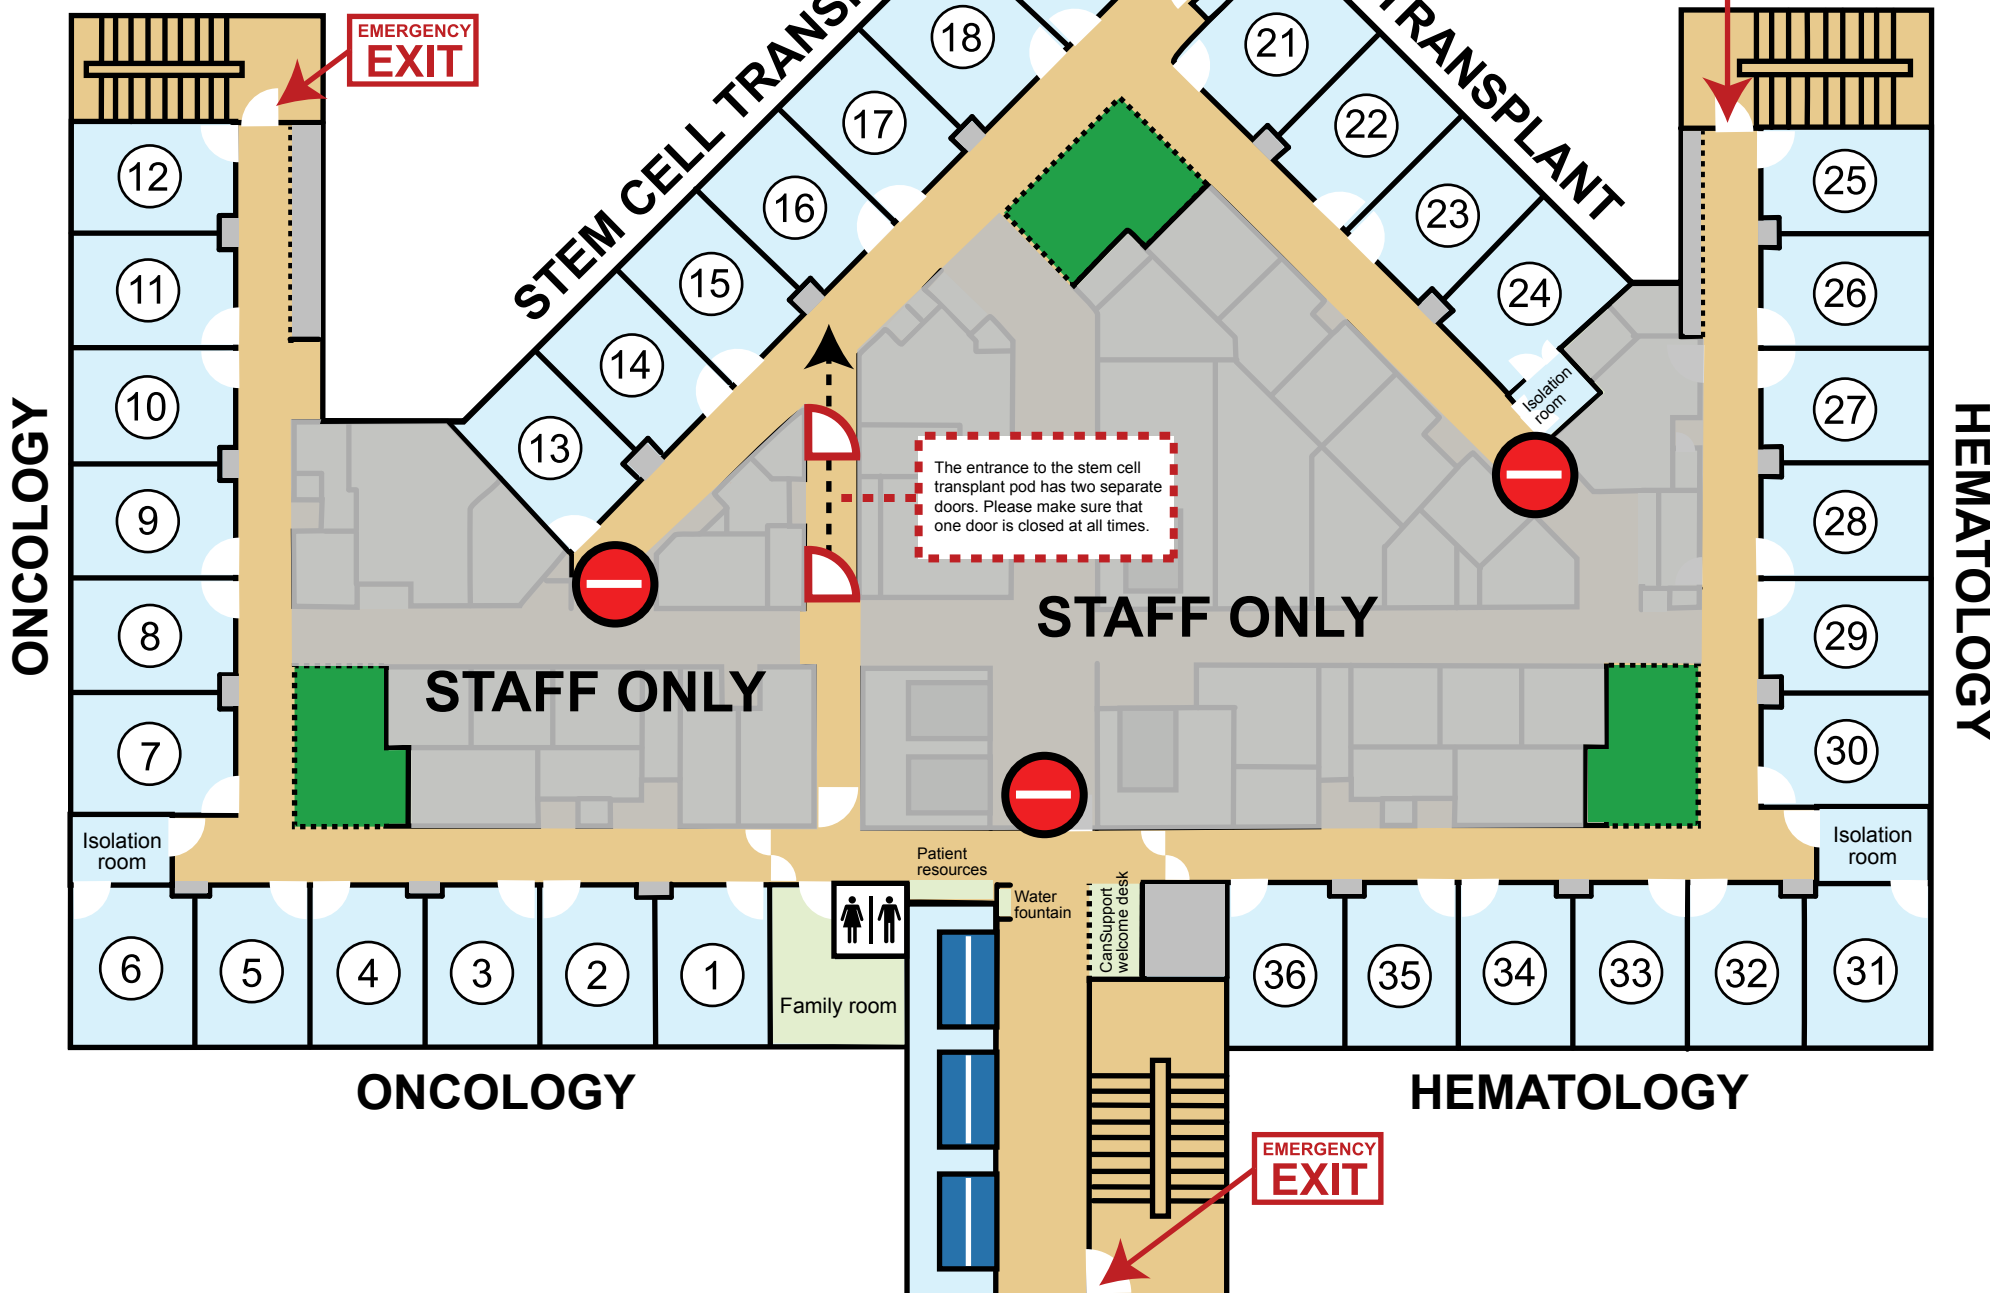 EMERGENCY
EXIT
STEM CELL TRANS
TRANSPLANT
18
17
16
15
14
13
21
22
23
24
Isolation
room
12
11
10
9
8
7
ONCOLOGY
Isolation
room
25
26
27
28
29
30
HEMATOLOGY
Isolation
room
The entrance to the stem cell
transplant pod has two separate
doors. Please make sure that
one door is closed at all times.
STAFF ONLY
STAFF ONLY
Patient
resources
Water
fountain
CanSupport
welcome desk
Family room
6
5
4
3
2
1
36
35
34
33
32
31
ONCOLOGY
HEMATOLOGY
EMERGENCY
EXIT